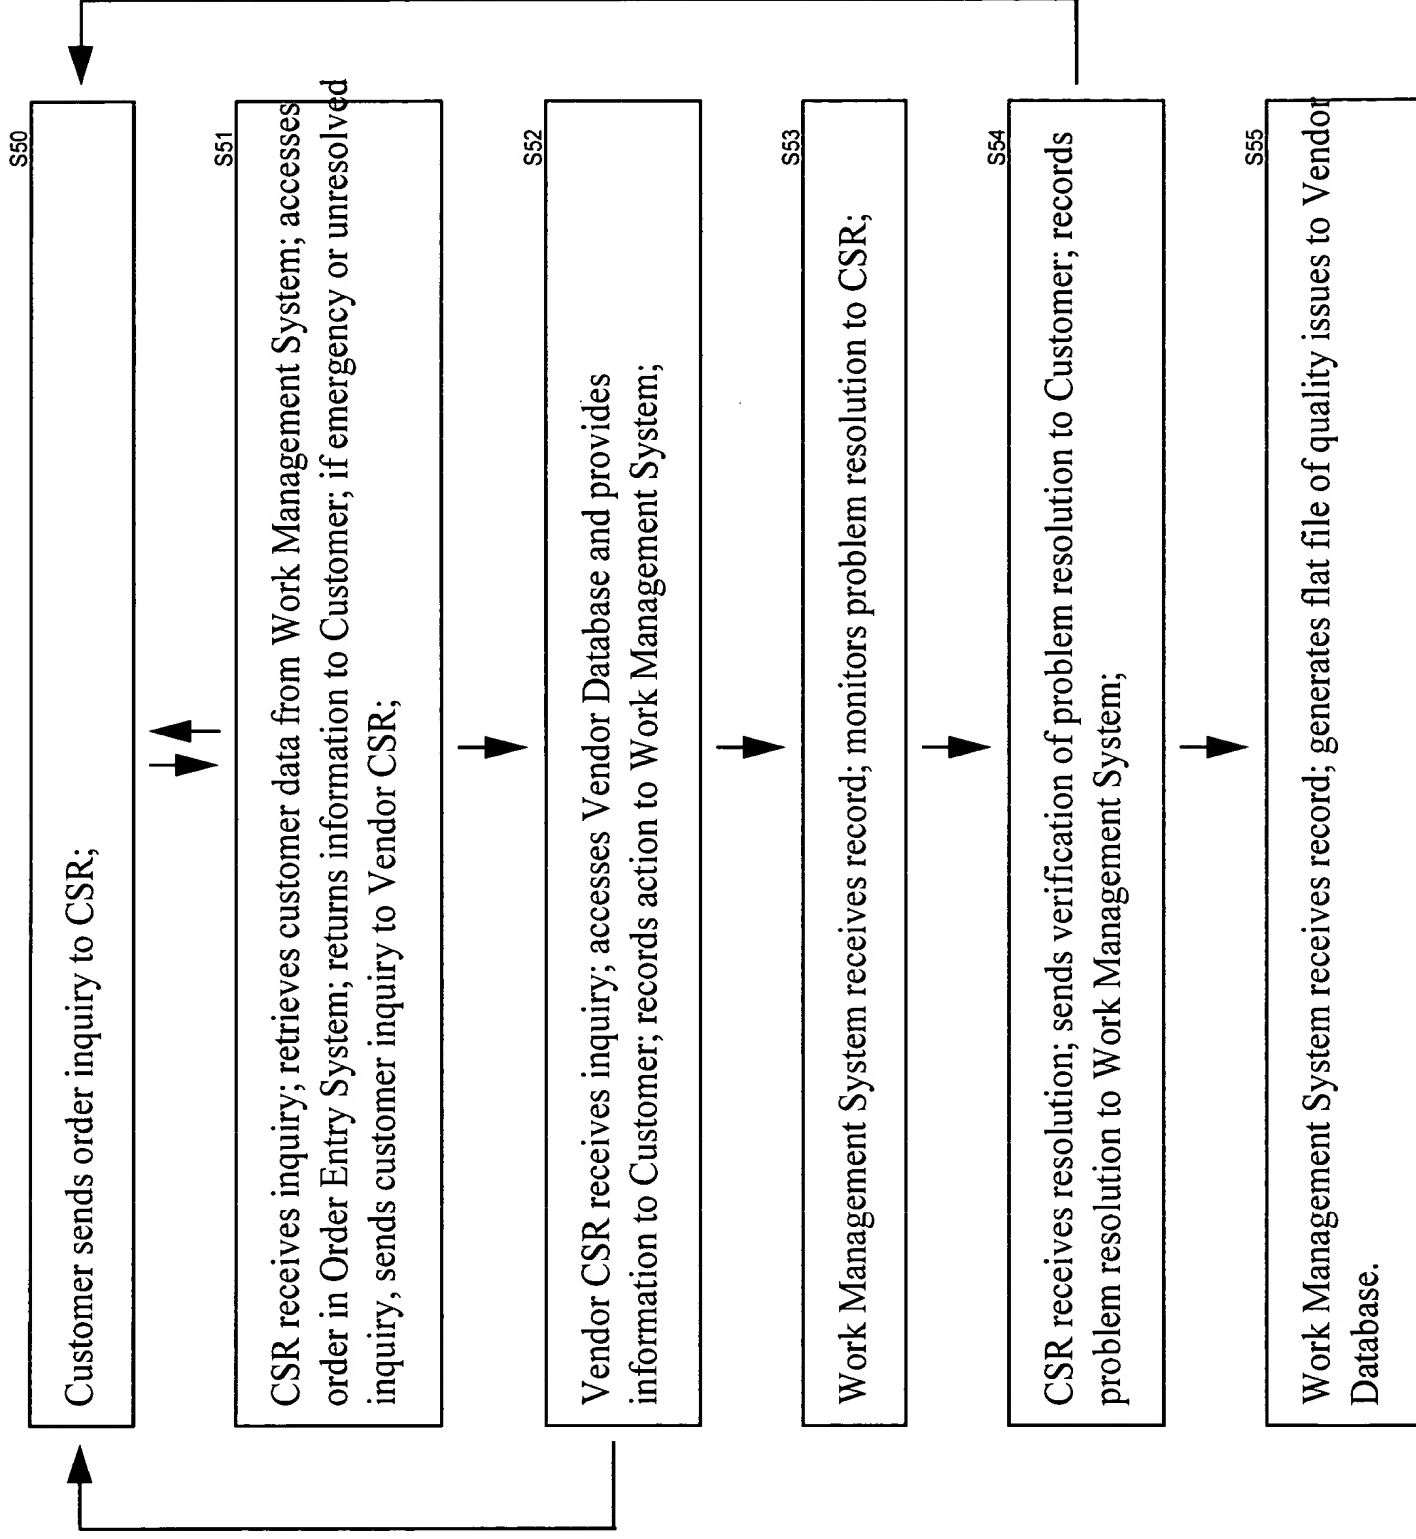 S50
Customer sends order inquiry to CSR;
S51
CSR receives inquiry; retrieves customer data from Work Management System; accesses
order in Order Entry System; returns information to Customer; if emergency or unresolved
inquiry, sends customer inquiry to Vendor CSR;
S52
Vendor CSR receives inquiry; accesses Vendor Database and provides
information to Customer; records action to Work Management System;
S53
Work Management System receives record; monitors problem resolution to CSR;
S54
CSR receives resolution; sends verification of problem resolution to Customer; records
problem resolution to Work Management System;
S55
Work Management System receives record; generates flat file of quality issues to Vendor
Database.